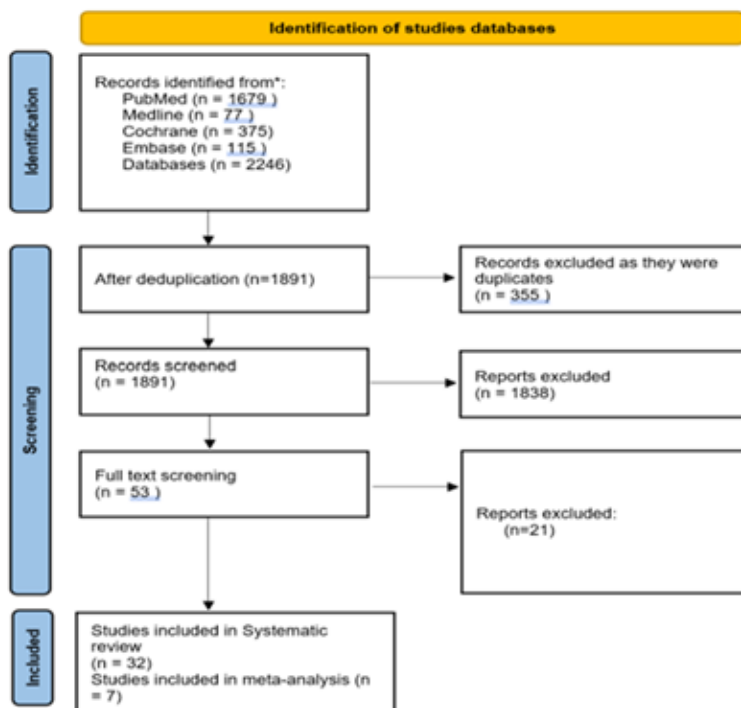 Identification of studies databases
Identification
Records identified from*:
PubMed (n = 1679 )
Medline (n = 77 )
Cochrane (n = 375)
Embase (n = 115 )
Databases (n = 2246)
Screening
After deduplication (n=1891)
Records excluded as they were
duplicates
(n = 355 )
Records screened
(n = 1891)
Reports excluded
(n = 1838)
Full text screening
(n = 53 )
Reports excluded:
(n=21)
Included
Studies included in Systematic
review
(n = 32)
Studies included in meta-analysis (n
= 7)